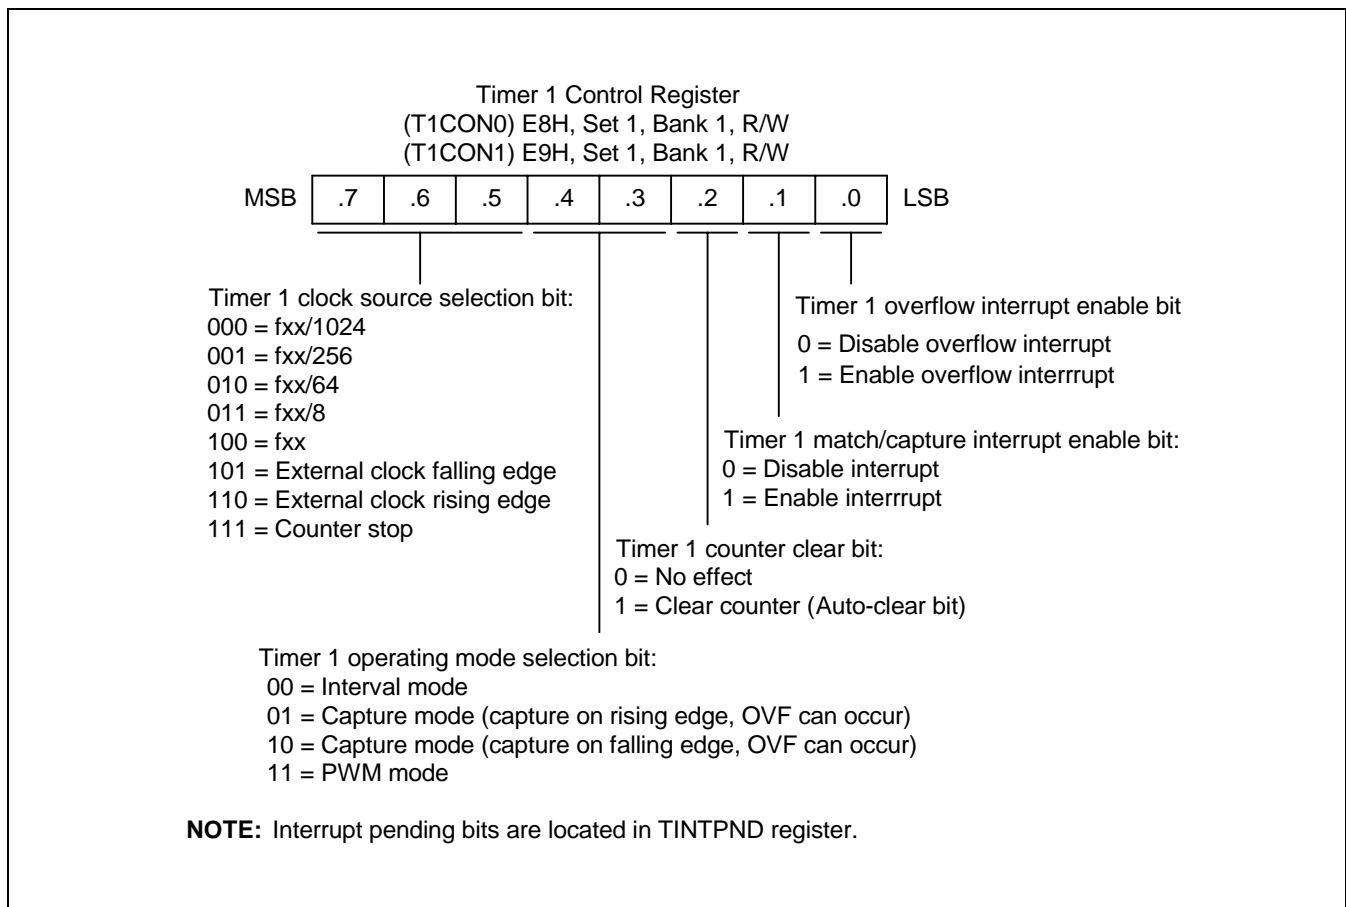 Timer 1 Control Register
(T1CON0) E8H, Set 1, Bank 1, R/W
(T1CON1) E9H, Set 1, Bank 1, R/W
MSB .7 .6 .5 .4 .3 .2 .1 .0 LSB
Timer 1 clock source selection bit:
000 = fxx/1024
001 = fxx/256
010 = fxx/64
011 = fxx/8
100 = fxx
101 = External clock falling edge
110 = External clock rising edge
111 = Counter stop
Timer 1 overflow interrupt enable bit
0 = Disable overflow interrupt
1 = Enable overflow interrrupt
Timer 1 match/capture interrupt enable bit:
0 = Disable interrupt
1 = Enable interrrupt
Timer 1 counter clear bit:
0 = No effect
1 = Clear counter (Auto-clear bit)
Timer 1 operating mode selection bit:
00 = Interval mode
01 = Capture mode (capture on rising edge, OVF can occur)
10 = Capture mode (capture on falling edge, OVF can occur)
11 = PWM mode
NOTE: Interrupt pending bits are located in TINTPND register.